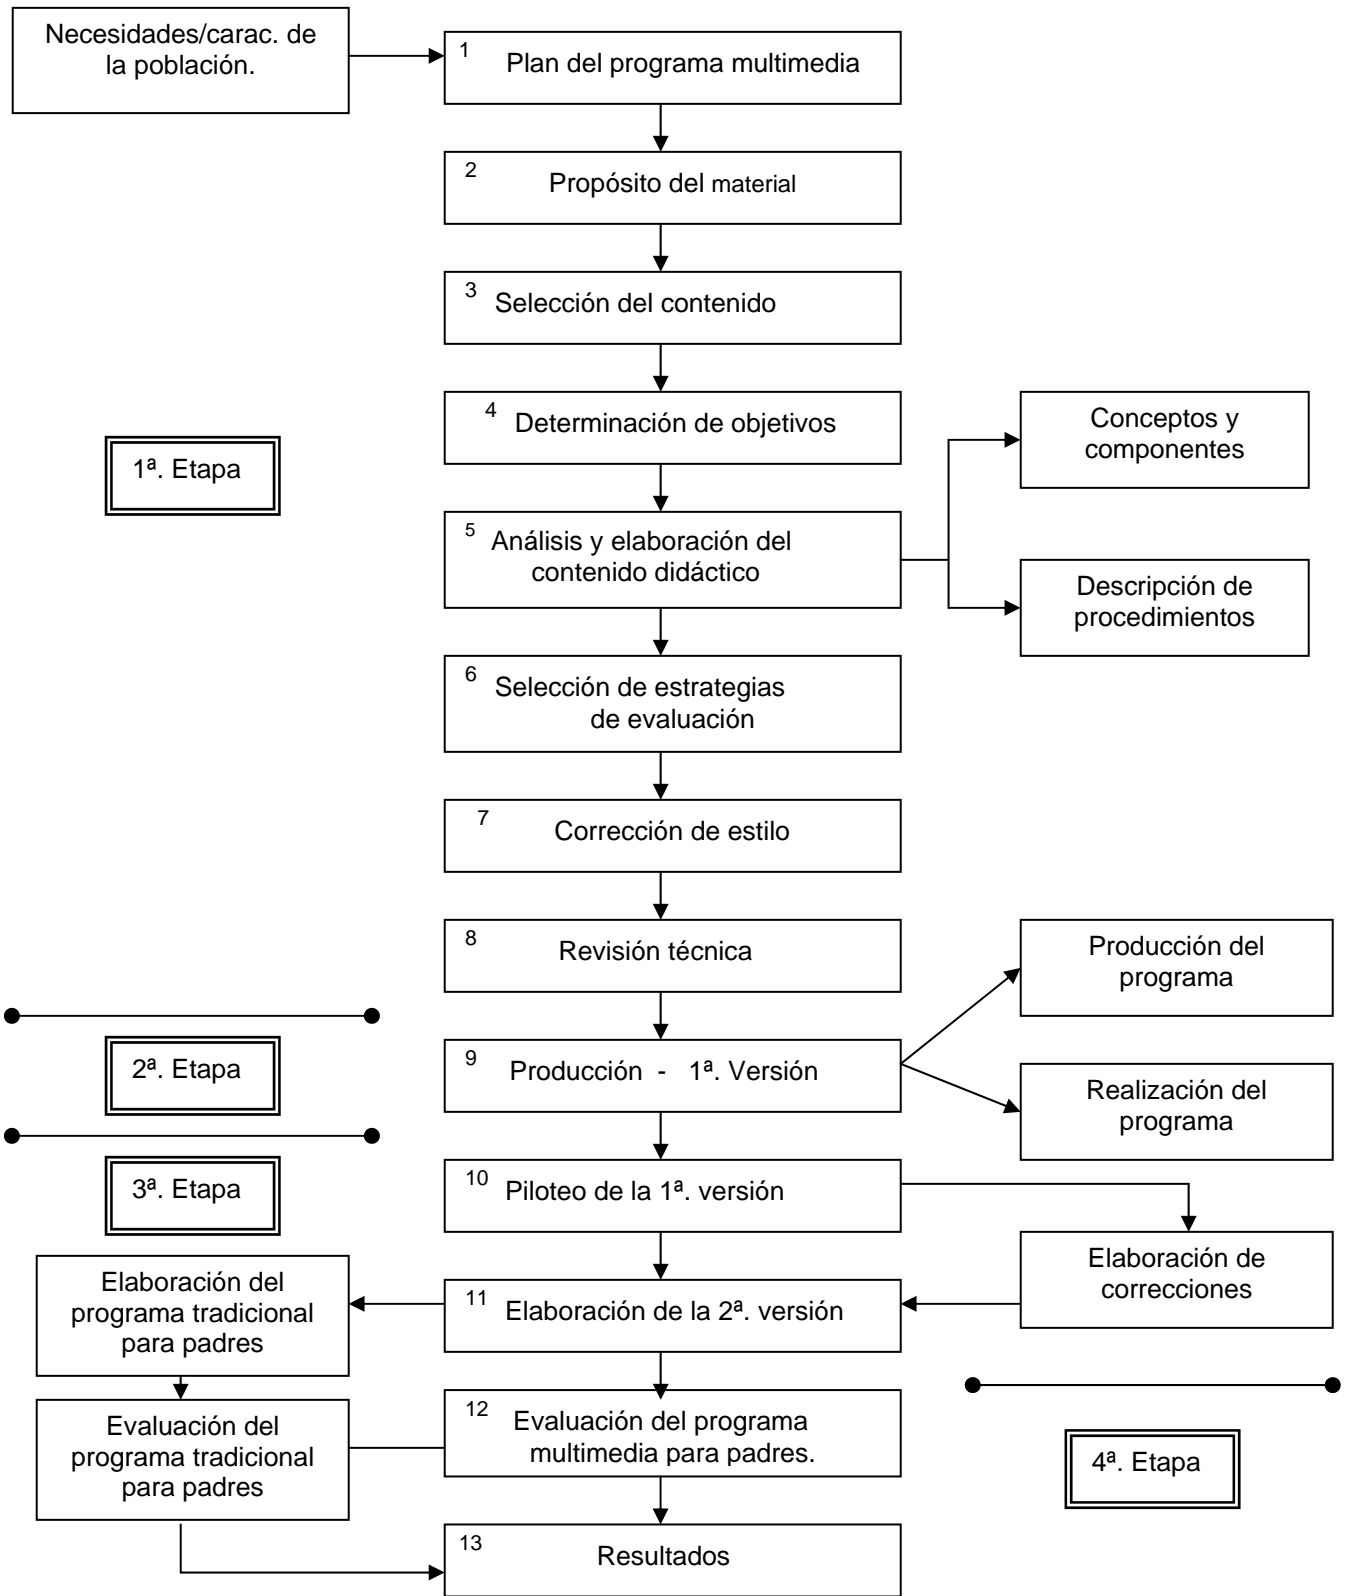 Necesidades/carac. de
la población.
1 Plan del programa multimedia
2 Propósito del material
3 Selección del contenido
4 Determinación de objetivos
Conceptos y
componentes
1ª. Etapa
5 Análisis y elaboración del
contenido didáctico
Descripción de
procedimientos
6 Selección de estrategias
de evaluación
7 Corrección de estilo
8 Revisión técnica
Producción del
programa
2ª. Etapa
9 Producción - 1ª. Versión
Realización del
programa
3ª. Etapa
10 Piloteo de la 1ª. versión
Elaboración de
correcciones
Elaboración del
programa tradicional
para padres
11 Elaboración de la 2ª. versión
Evaluación del
programa tradicional
para padres
12 Evaluación del programa
multimedia para padres.
4ª. Etapa
13 Resultados